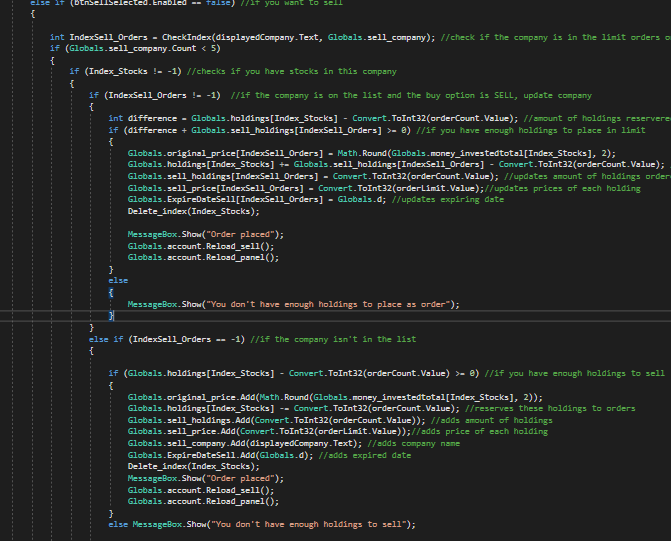 else if (btnSellSelected.Enabled == false) //if you want to sell
{
int IndexSell_Orders = CheckIndex(displayedCompany.Text, Globals.sell_company); //check if the company is in the limit orders
if (Globals.sell_company.Count < 5)
{
if (Index_Stocks != -1) //checks if you have stocks in this company
{
if (IndexSell_Orders != -1) //if the company is on the list and the buy option is SELL, update company
{
int difference = Globals.holdings[Index_Stocks] - Convert.ToInt32(orderCount.Value); //amount of holdings reservere
if (difference + Globals.sell_holdings[IndexSell_Orders] >= 0) //if you have enough holdings to place in limit
{
Globals.original_price[IndexSell_Orders] = Math.Round(Globals.money_investedtotal[Index_Stocks], 2);
Globals.holdings[Index_Stocks] += Globals.sell_holdings[IndexSell_Orders] - Convert.ToInt32(orderCount.Value);
Globals.sell_holdings[IndexSell_Orders] = Convert.ToInt32(orderCount.Value); //updates amount of holdings order
Globals.sell_price[IndexSell_Orders] = Convert.ToInt32(orderLimit.Value);//updates prices of each holding
Globals.ExpireDateSell[IndexSell_Orders] = Globals.d; //updates expiring date
Delete_index(Index_Stocks);
MessageBox.Show("Order placed");
Globals.account.Reload_sell();
Globals.account.Reload_panel();
}
else
{
MessageBox.Show("You don't have enough holdings to place as order");
}
}
else if (IndexSell_Orders == -1) //if the company isn't in the list
{
if (Globals.holdings[Index_Stocks] - Convert.ToInt32(orderCount.Value) >= 0) //if you have enough holdings to sell
{
Globals.original_price.Add(Math.Round(Globals.money_investedtotal[Index_Stocks], 2));
Globals.holdings[Index_Stocks] -= Convert.ToInt32(orderCount.Value); //reserves these holdings to orders
Globals.sell_holdings.Add(Convert.ToInt32(orderCount.Value)); //adds amount of holdings
Globals.sell_price.Add(Convert.ToInt32(orderLimit.Value));//adds price of each holding
Globals.sell_company.Add(displayedCompany.Text); //adds company name
Globals.ExpireDateSell.Add(Globals.d); //adds expired date
Delete_index(Index_Stocks);
MessageBox.Show("Order placed");
Globals.account.Reload_sell();
Globals.account.Reload_panel();
}
else MessageBox.Show("You don't have enough holdings to sell");